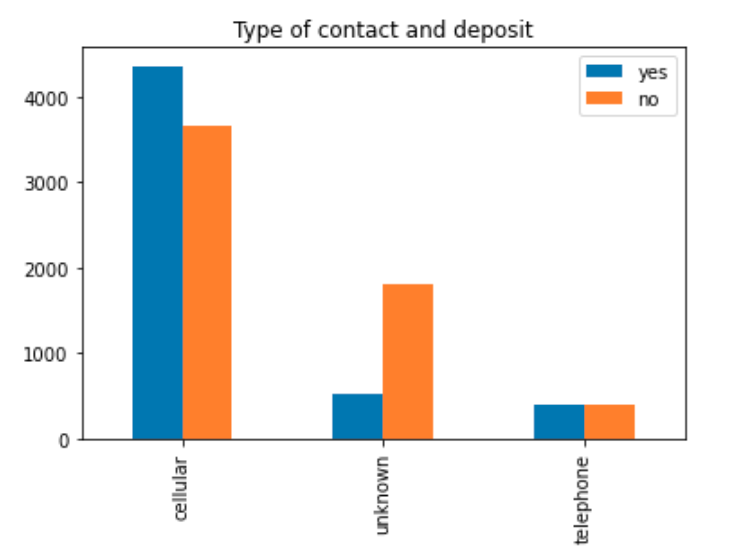 Type of contact and deposit
yes
no
4000
3000
2000
1000
0
cellular
unknown
telephone